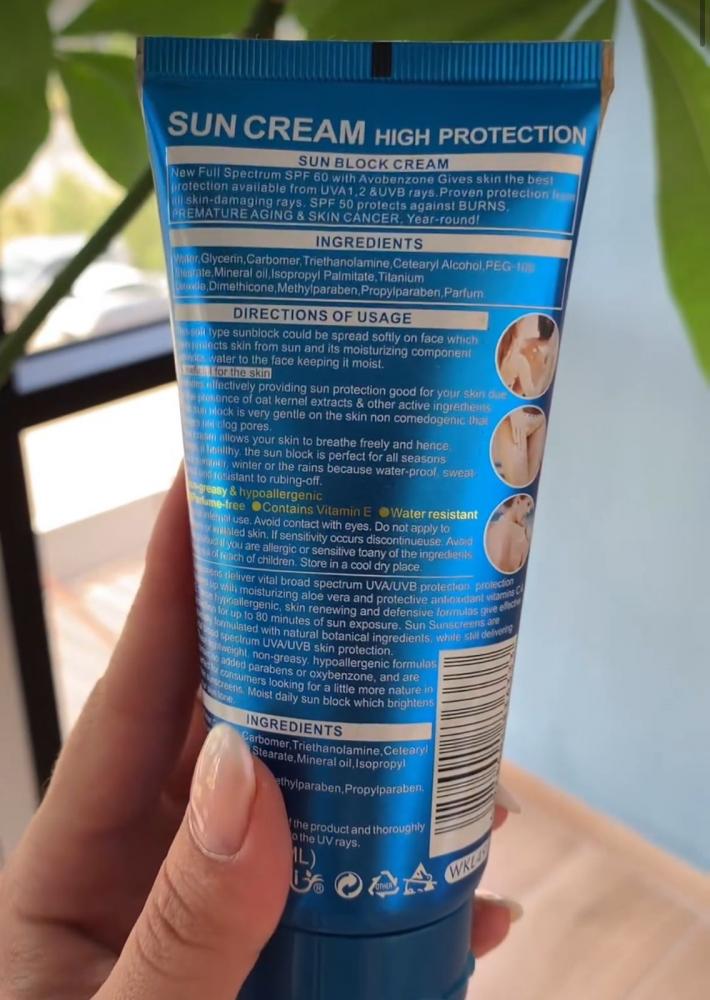 SUN CREAM HIGH PROTECTION
SUN BLOCK CREAM
New Full Spectrum SPF 60 with Avobenzone Gives skin the best
protection available from UVA1,2 &UVB rays.Proven protection from
skin-damaging rays. SPF 50 protects against BURNS,
PREMATURE AGING & SKIN CANCER, Year-round!
INGREDIENTS
Water,Glycerin,Carbomer,Triethanolamine,Cetearyl Alcohol,PEG-100
Stearate,Mineral oil,Isopropyl Palmitate,Titanium
Dimethicone,Methylparaben,Propylparaben,Parfum
DIRECTIONS OF USAGE
type sunblock could be spread softly on face which
protects skin from sun and its moisturizing component
water to the face keeping it moist.
for the skin
effectively providing sun protection good for your skin due
presence of oat kernel extracts & other active ingredients
block is very gentle on the skin non comedogenic that
clog pores.
allows your skin to breathe freely and hence,
healthy. the sun block is perfect for all seasons
winter or the rains because water-proof, sweat-
resistant to rubing-off.
greasy & hypoallergenic
-free ●Contains Vitamin E ●Water resistant
use. Avoid contact with eyes. Do not apply to
skin. If sensitivity occurs discontinueuse. Avoid
if you are allergic or sensitive toany of the ingredients
of reach of children. Store in a cool dry place.
deliver vital broad spectrum UVA/UVB protection. protection
with moisturizing aloe vera and protective antioxidant vitamins
hypoallergenic, skin renewing and defensive formulas give effective
for up to 80 minutes of sun exposure. Sun Sunscreens are
formulated with natural botanical ingredients, while still delivering
spectrum UVA/UVB skin protection.
non-greasy, hypoallergenic formulas
added parabens or oxybenzone, and are
consumers looking for a little more nature in
Moist daily sun block which brightens
INGREDIENTS
Carbomer,Triethanolamine,Cetearyl
Stearate,Mineral oil,Isopropyl
ethylparaben,Propylparaben,
the product and thoroughly
the UV rays.
ML)
®
OTHER